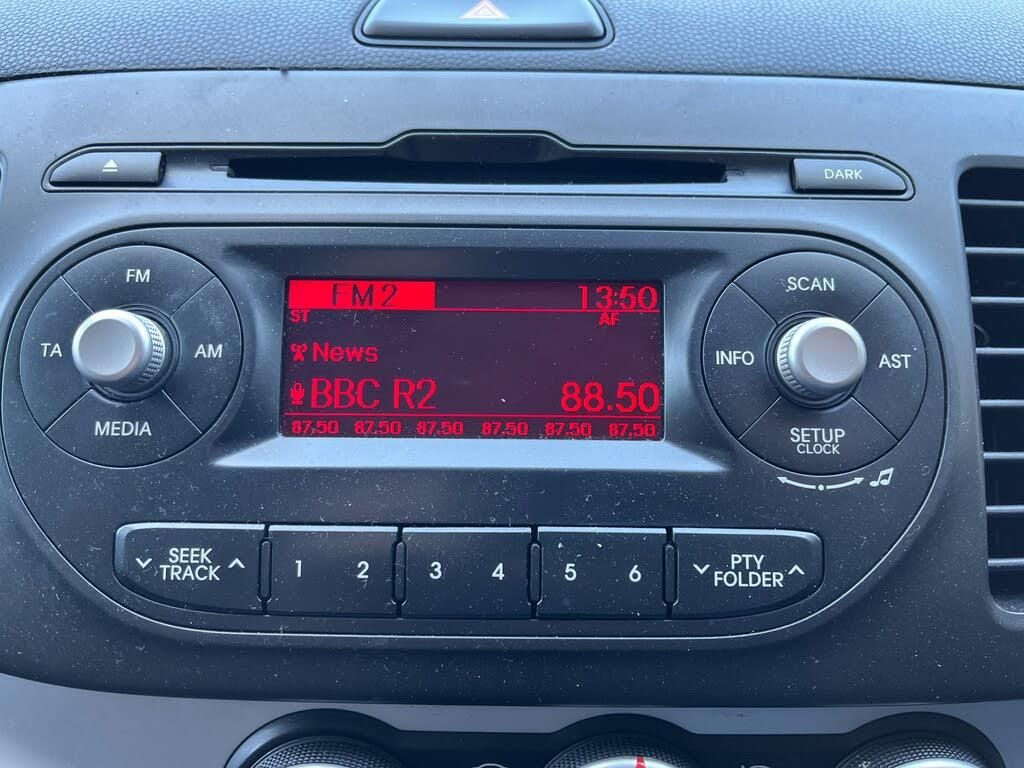 DARK
FM
TA
AM
MEDIA
FM2 13:50
ST AF
News
BBC R2 88.50
87.50 87.50 87.50 87.50 87.50 87.50
SCAN
INFO
AST
SETUP
CLOCK
SEEK
TRACK
1 2 3 4 5 6
PTY
FOLDER